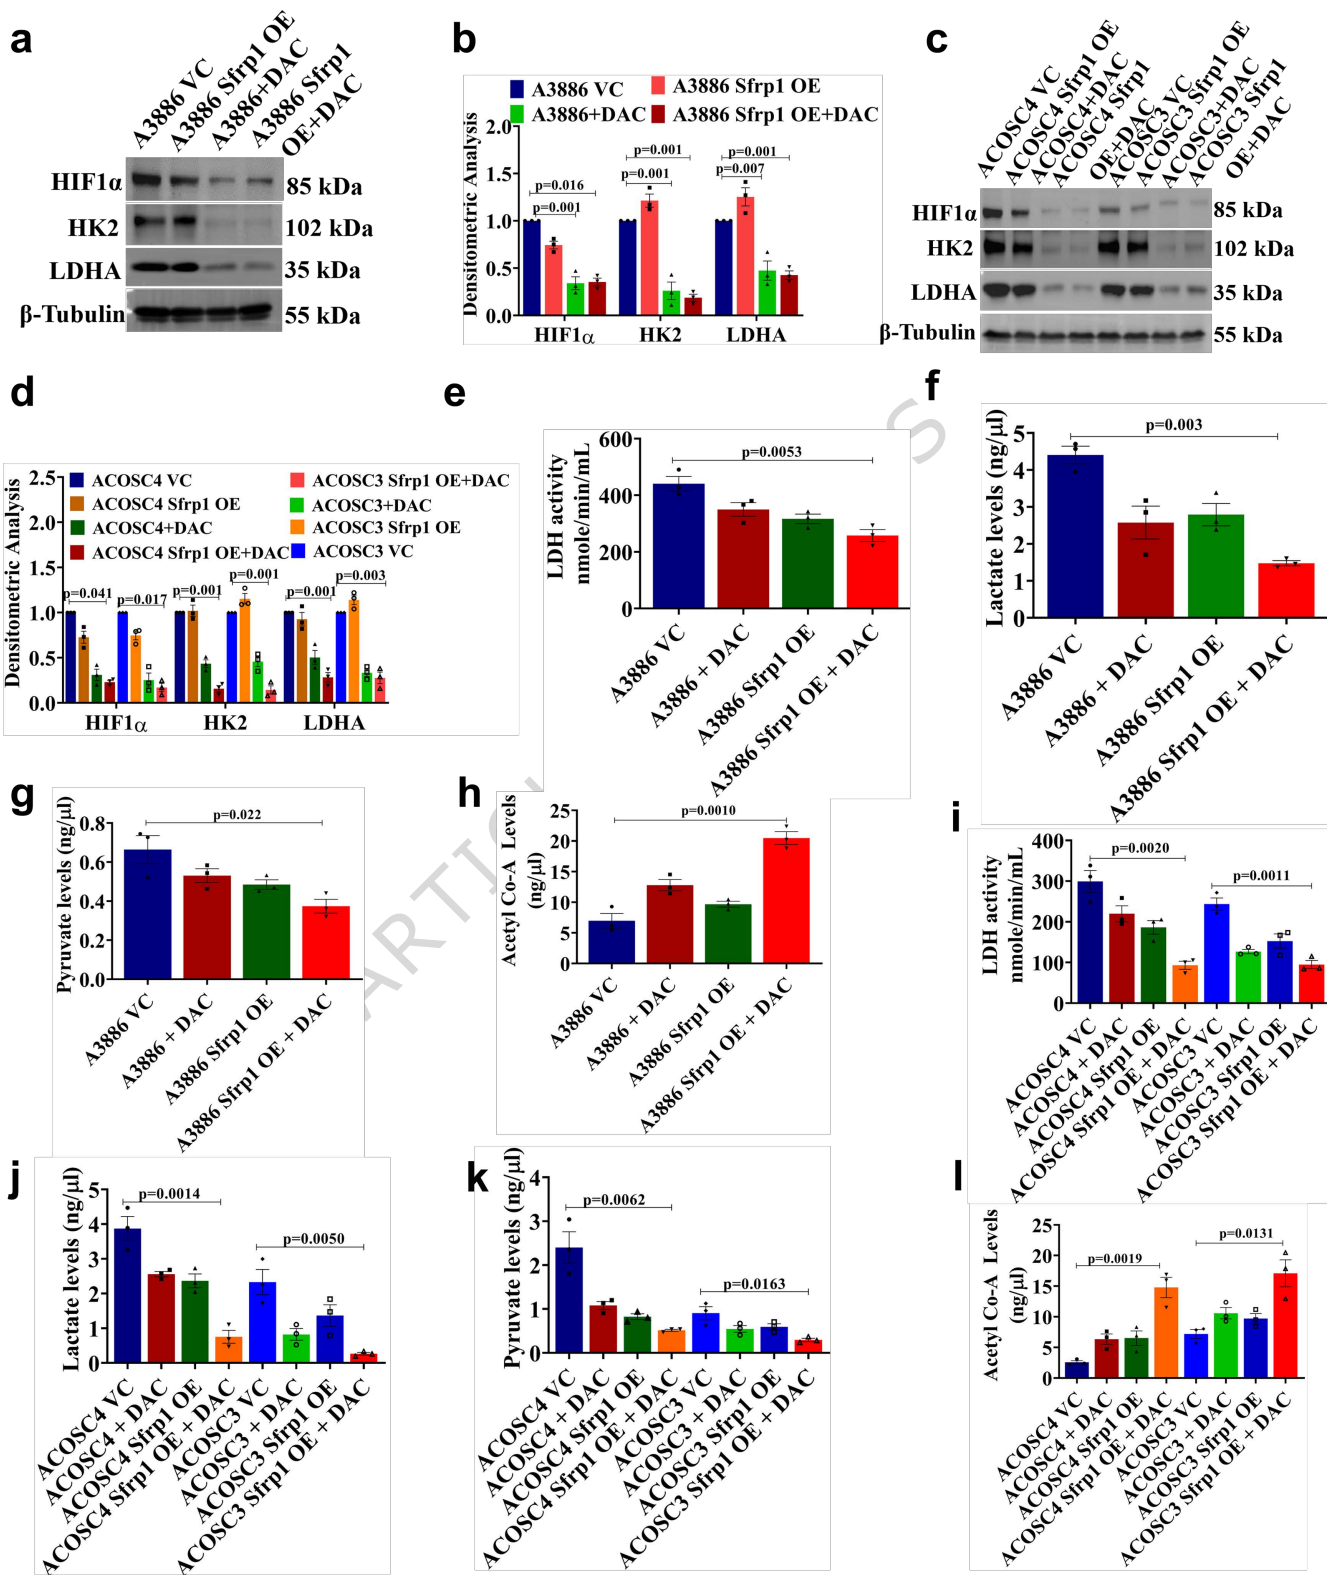 a
A3886 VC
A3886 Sfrp1 OE
A3886+DAC
A3886 Sfrp1
OE+DAC
HIF1α
85 kDa
HK2
102 kDa
LDHA
35 kDa
β-Tubulin
55 kDa
b
A3886 VC
A3886 Sfrp1 OE
A3886+DAC
A3886 Sfrp1 OE+DAC
Densitometric Analysis
2.0
1.5
1.0
0.5
0.0
p=0.016
p=0.001
p=0.001
p=0.001
p=0.001
p=0.007
HIF1α
HK2
LDHA
c
ACOSC4 VC
ACOSC4 Sfrp1 OE
ACOSC4+DAC
ACOSC4 Sfrp1
OE+DAC
ACOSC3 VC
ACOSC3 Sfrp1 OE
ACOSC3+DAC
ACOSC3 Sfrp1
OE+DAC
HIF1α
85 kDa
HK2
102 kDa
LDHA
35 kDa
β-Tubulin
55 kDa
d
ACOSC4 VC
ACOSC4 Sfrp1 OE
ACOSC4+DAC
ACOSC4 Sfrp1 OE+DAC
ACOSC3 Sfrp1 OE+DAC
ACOSC3+DAC
ACOSC3 Sfrp1 OE
ACOSC3 VC
Densitometric Analysis
2.5
2.0
1.5
1.0
0.5
0.0
p=0.041
p=0.017
p=0.001
p=0.001
p=0.001
p=0.003
HIF1α
HK2
LDHA
e
LDH activity
nmole/min/mL
600
400
200
0
p=0.0053
A3886 VC
A3886 + DAC
A3886 Sfrp1 OE
A3886 Sfrp1 OE + DAC
f
Lactate levels (ng/µl)
5
4
3
2
1
0
p=0.003
A3886 VC
A3886 + DAC
A3886 Sfrp1 OE
A3886 Sfrp1 OE + DAC
g
Pyruvate levels (ng/µl)
0.8
0.6
0.4
0.2
0.0
p=0.022
A3886 VC
A3886 + DAC
A3886 Sfrp1 OE
A3886 Sfrp1 OE + DAC
h
Acetyl Co-A Levels
(ng/µl)
25
20
15
10
5
0
p=0.0010
A3886 VC
A3886 + DAC
A3886 Sfrp1 OE
A3886 Sfrp1 OE + DAC
i
LDH activity
nmole/min/mL
400
300
200
100
0
p=0.0020
p=0.0011
ACOSC4 VC
ACOSC4 + DAC
ACOSC4 Sfrp1 OE
ACOSC4 Sfrp1 OE + DAC
ACOSC3 VC
ACOSC3 + DAC
ACOSC3 Sfrp1 OE
ACOSC3 Sfrp1 OE + DAC
j
Lactate levels (ng/µl)
5
4
3
2
1
0
p=0.0014
p=0.0050
ACOSC4 VC
ACOSC4 + DAC
ACOSC4 Sfrp1 OE
ACOSC4 Sfrp1 OE + DAC
ACOSC3 VC
ACOSC3 + DAC
ACOSC3 Sfrp1 OE
ACOSC3 Sfrp1 OE + DAC
k
Pyruvate levels (ng/µl)
4
3
2
1
0
p=0.0062
p=0.0163
ACOSC4 VC
ACOSC4 + DAC
ACOSC4 Sfrp1 OE
ACOSC4 Sfrp1 OE + DAC
ACOSC3 VC
ACOSC3 + DAC
ACOSC3 Sfrp1 OE
ACOSC3 Sfrp1 OE + DAC
l
Acetyl Co-A Levels
(ng/µl)
25
20
15
10
5
0
p=0.0019
p=0.0131
ACOSC4 VC
ACOSC4 + DAC
ACOSC4 Sfrp1 OE
ACOSC4 Sfrp1 OE + DAC
ACOSC3 VC
ACOSC3 + DAC
ACOSC3 Sfrp1 OE
ACOSC3 Sfrp1 OE + DAC